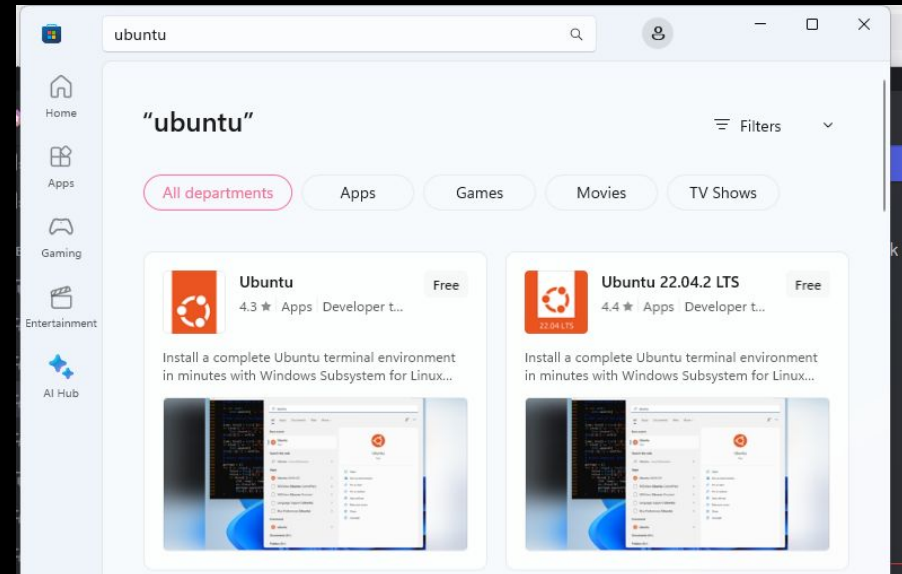 ubuntu
Home
Apps
Gaming
Entertainment
AI Hub
“ubuntu”
Filters
All departments
Apps
Games
Movies
TV Shows
Ubuntu
Free
4.3 ★ Apps Developer t...
Install a complete Ubuntu terminal environment
in minutes with Windows Subsystem for Linux...
22.04 LTS
Ubuntu 22.04.2 LTS
Free
4.4 ★ Apps Developer t...
Install a complete Ubuntu terminal environment
in minutes with Windows Subsystem for Linux...